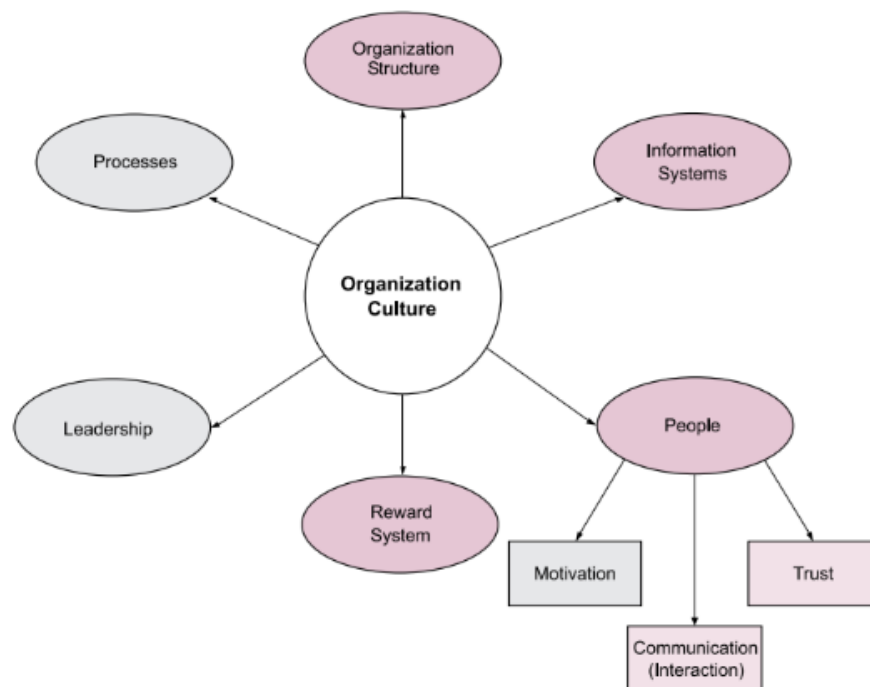 Organization
Structure
Processes
Information
Systems
Organization
Culture
Leadership
People
Reward
System
Motivation
Trust
Communication
(Interaction)